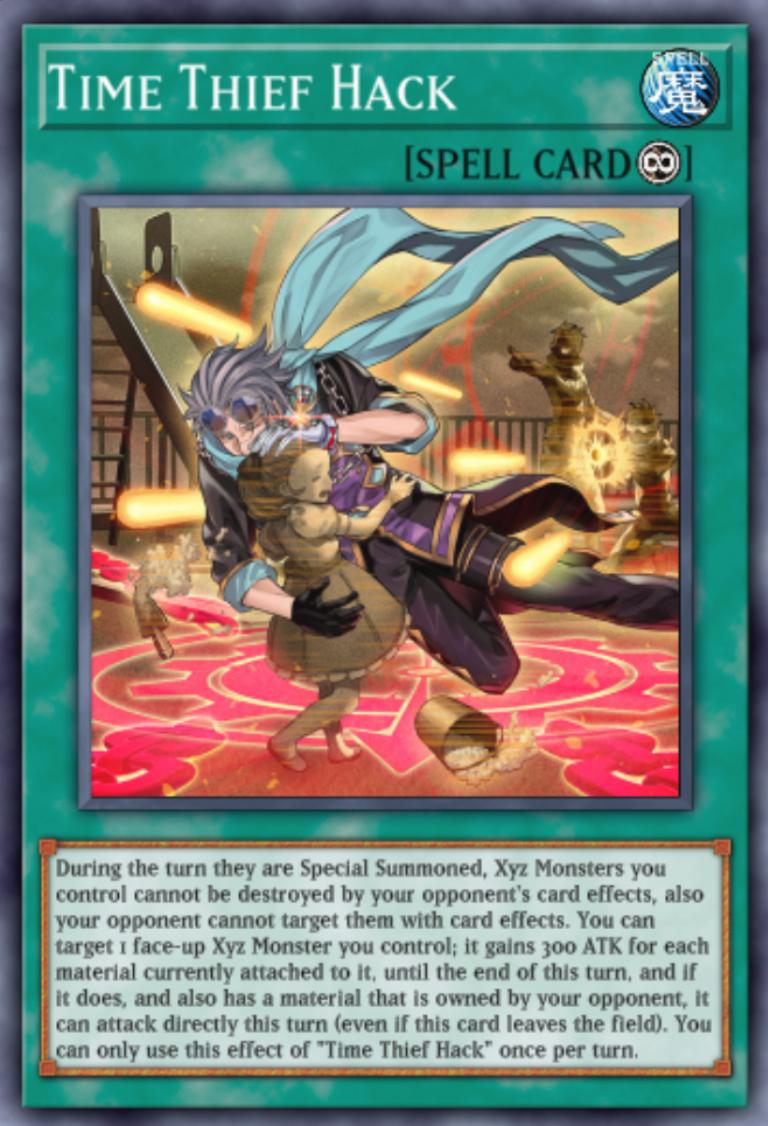 TIME THIEF HACK
SPELL
魔
[SPELL CARD]
During the turn they are Special Summoned, Xyz Monsters you
control cannot be destroyed by your opponent's card effects, also
your opponent cannot target them with card effects. You can
target 1 face-up Xyz Monster you control; it gains 300 ATK for each
material currently attached to it, until the end of this turn, and if
it does, and also has a material that is owned by your opponent, it
can attack directly this turn (even if this card leaves the field). You
can only use this effect of "Time Thief Hack" once per turn.